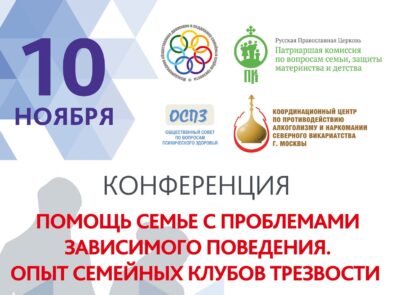 10
НОЯБРЯ
Русская Православная Церковь
Патриаршая комиссия
по вопросам семьи, защиты
материнства и детства
ПК
ОСПЗ
ОБЩЕСТВЕННЫЙ СОВЕТ
ПО ВОПРОСАМ
ПСИХИЧЕСКОГО ЗДОРОВЬЯ
КООРДИНАЦИОННЫЙ ЦЕНТР
ПО ПРОТИВОДЕЙСТВИЮ
АЛКОГОЛИЗМУ И НАРКОМАНИИ
СЕВЕРНОГО ВИКАРИАТСТВА
Г. МОСКВЫ
КОНФЕРЕНЦИЯ
ПОМОЩЬ СЕМЬЕ С ПРОБЛЕМАМИ
ЗАВИСИМОГО ПОВЕДЕНИЯ.
ОПЫТ СЕМЕЙНЫХ КЛУБОВ ТРЕЗВОСТИ